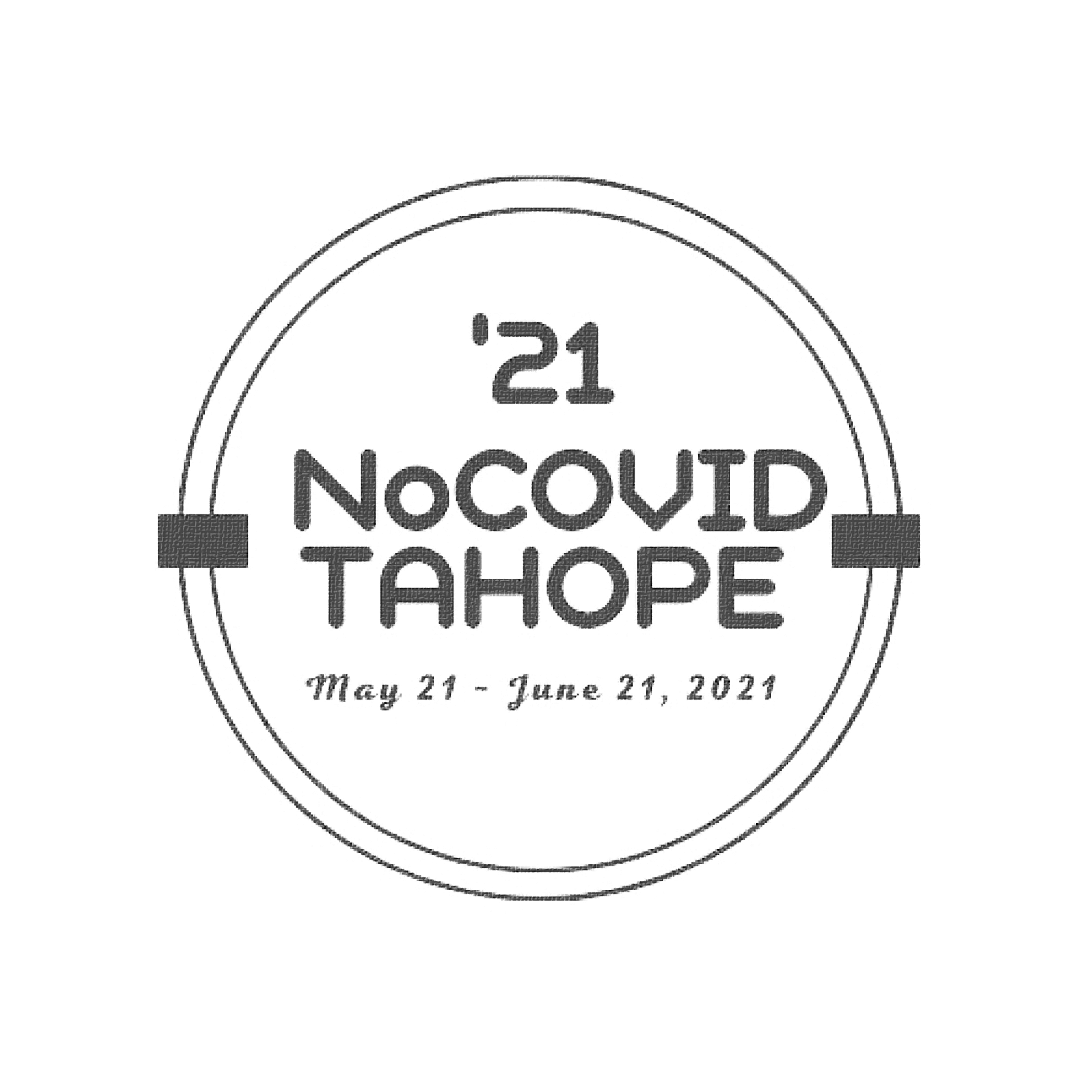 '21
NoCOVID
TAHOPE
May 21 - June 21, 2021